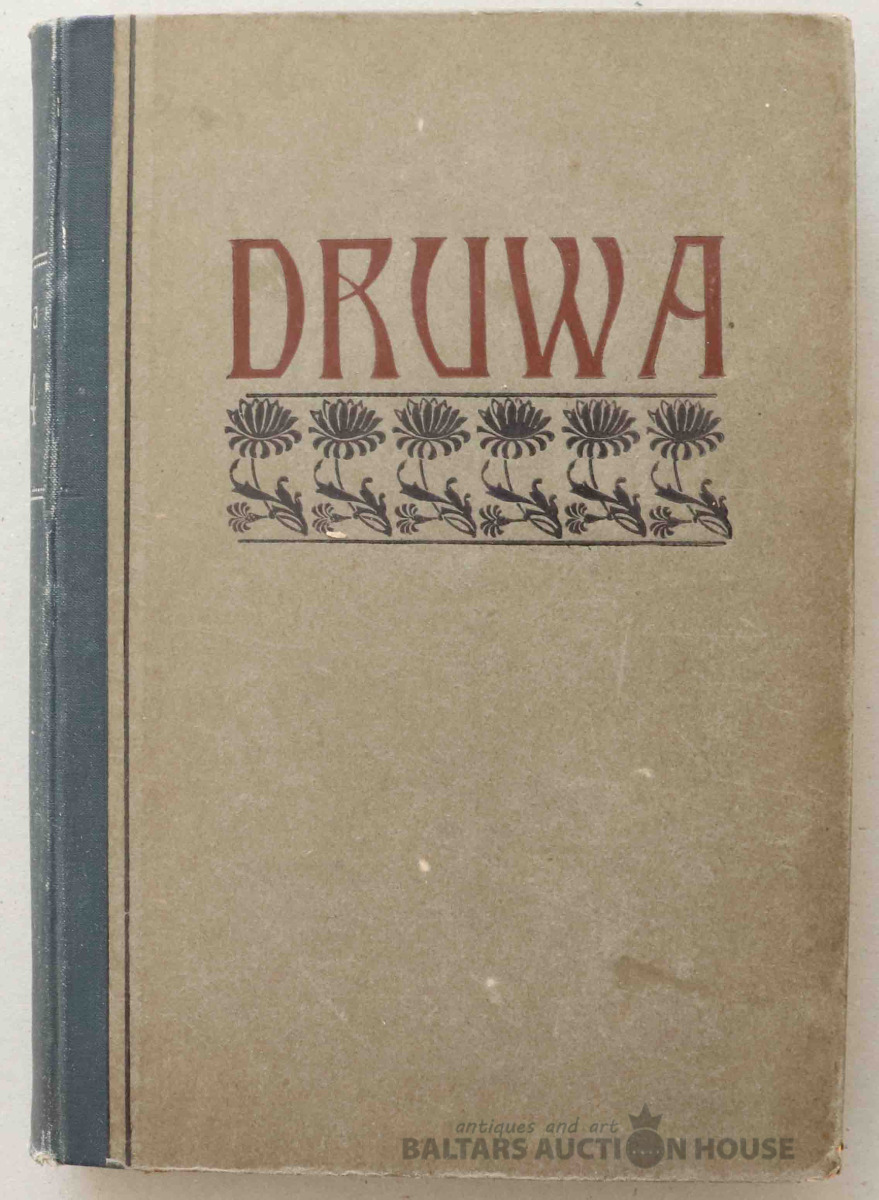 DRUWA
antiques and art
BALTARS AUCTION HOUSE